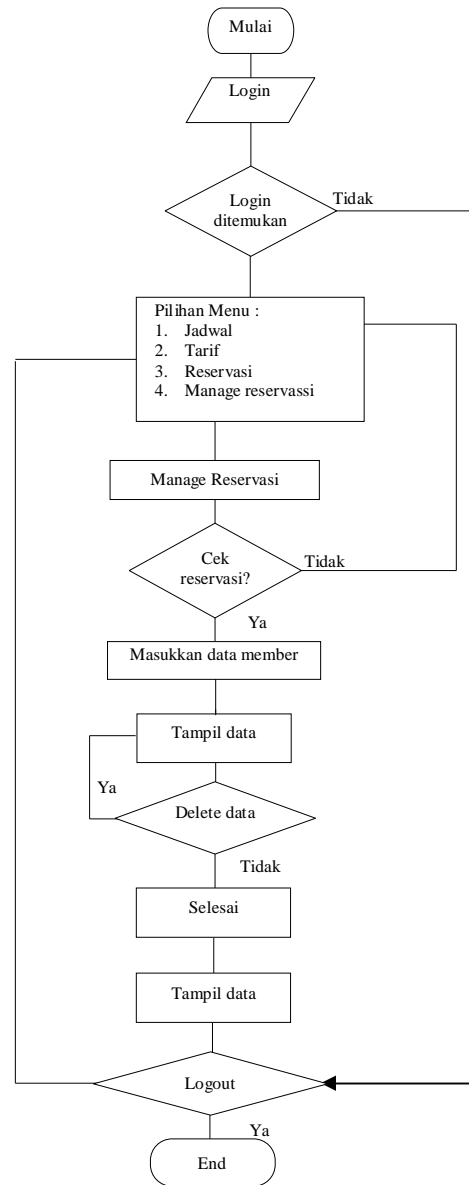 Mulai
Login
Login
ditemukan
Tidak
Pilihan Menu :
1. Jadwal
2. Tarif
3. Reservasi
4. Manage reservassi
Manage Reservasi
Cek
reservasi?
Tidak
Ya
Masukkan data member
Tampil data
Ya
Delete data
Tidak
Selesai
Tampil data
Logout
Ya
End